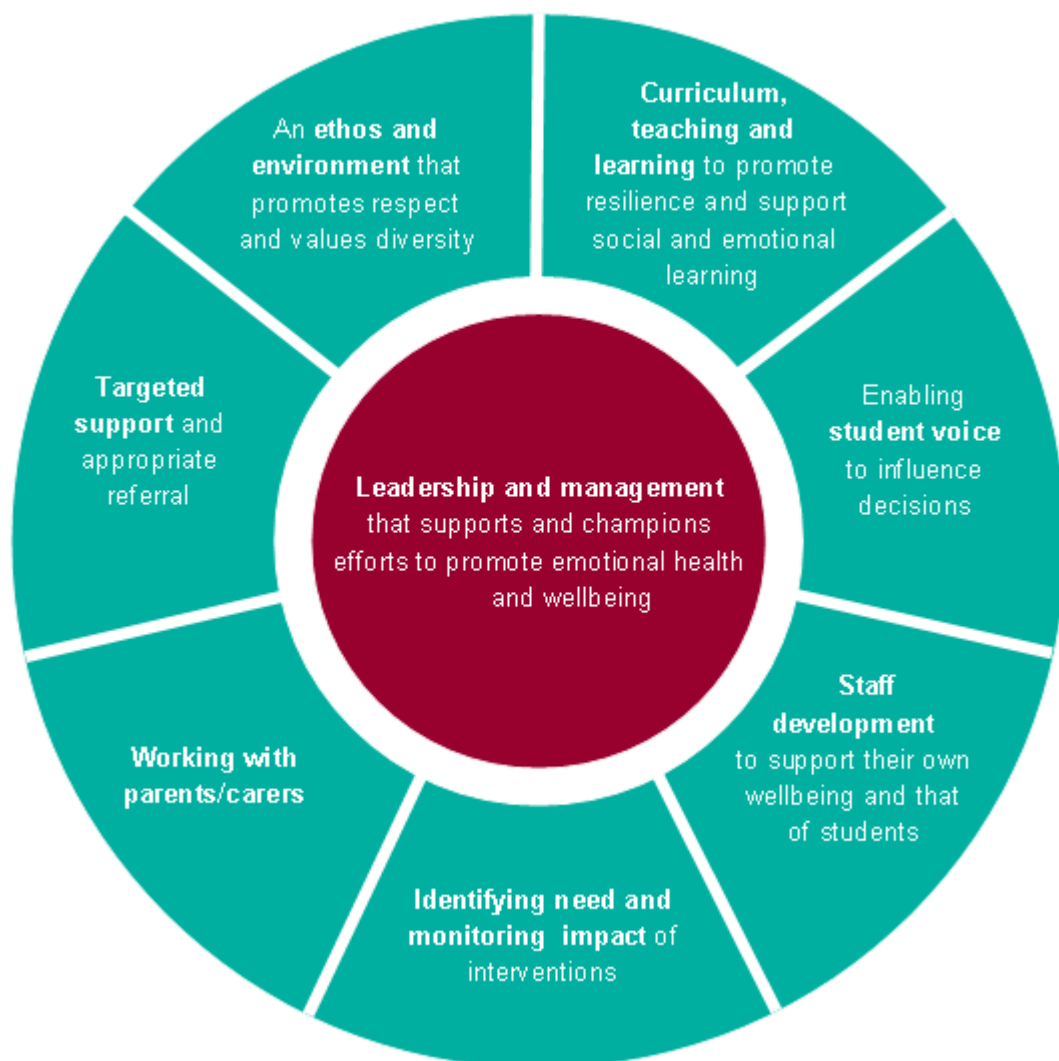 Curriculum,
teaching and
learning to promote
resilience and support
social and emotional
learning
Enabling
student voice
to influence
decisions
Staff
development
to support their own
wellbeing and that
of students
Identifying need and
monitoring impact of
interventions
Working with
parents/carers
Targeted
support and
appropriate
referral
An ethos and
environment that
promotes respect
and values diversity
Leadership and management
that supports and champions
efforts to promote emotional health
and wellbeing